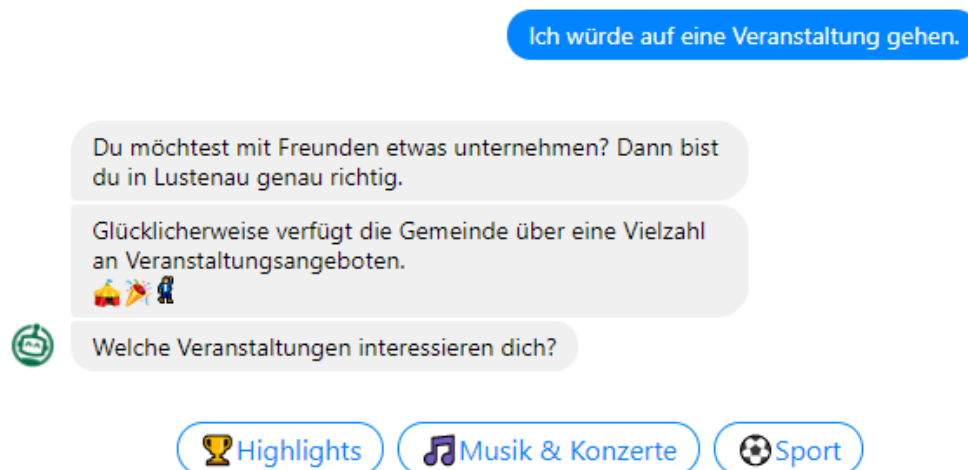 Ich würde auf eine Veranstaltung gehen.
Du möchtest mit Freunden etwas unternehmen? Dann bist
du in Lustenau genau richtig.
Glücklicherweise verfügt die Gemeinde über eine Vielzahl
an Veranstaltungsangeboten.
Welche Veranstaltungen interessieren dich?
Highlights Musik & Konzerte Sport